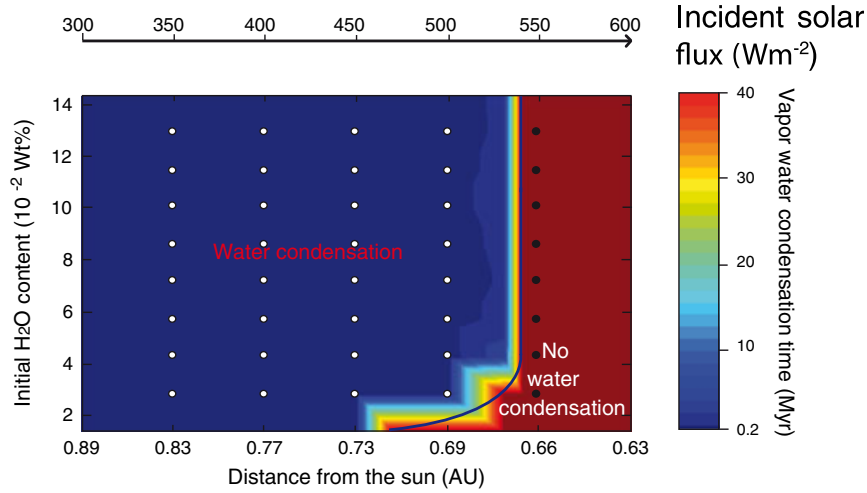 300 350 400 450 500 550 600
Incident solar
flux (Wm-2)
14
12
10
8
6
4
2
Initial H2O content (10 -2 Wt%)
Water condensation
No
water
condensation
0.89 0.83 0.77 0.73 0.69 0.66 0.63
Distance from the sun (AU)
40
30
20
10
0.2
Vapor water condensation time (Myr)